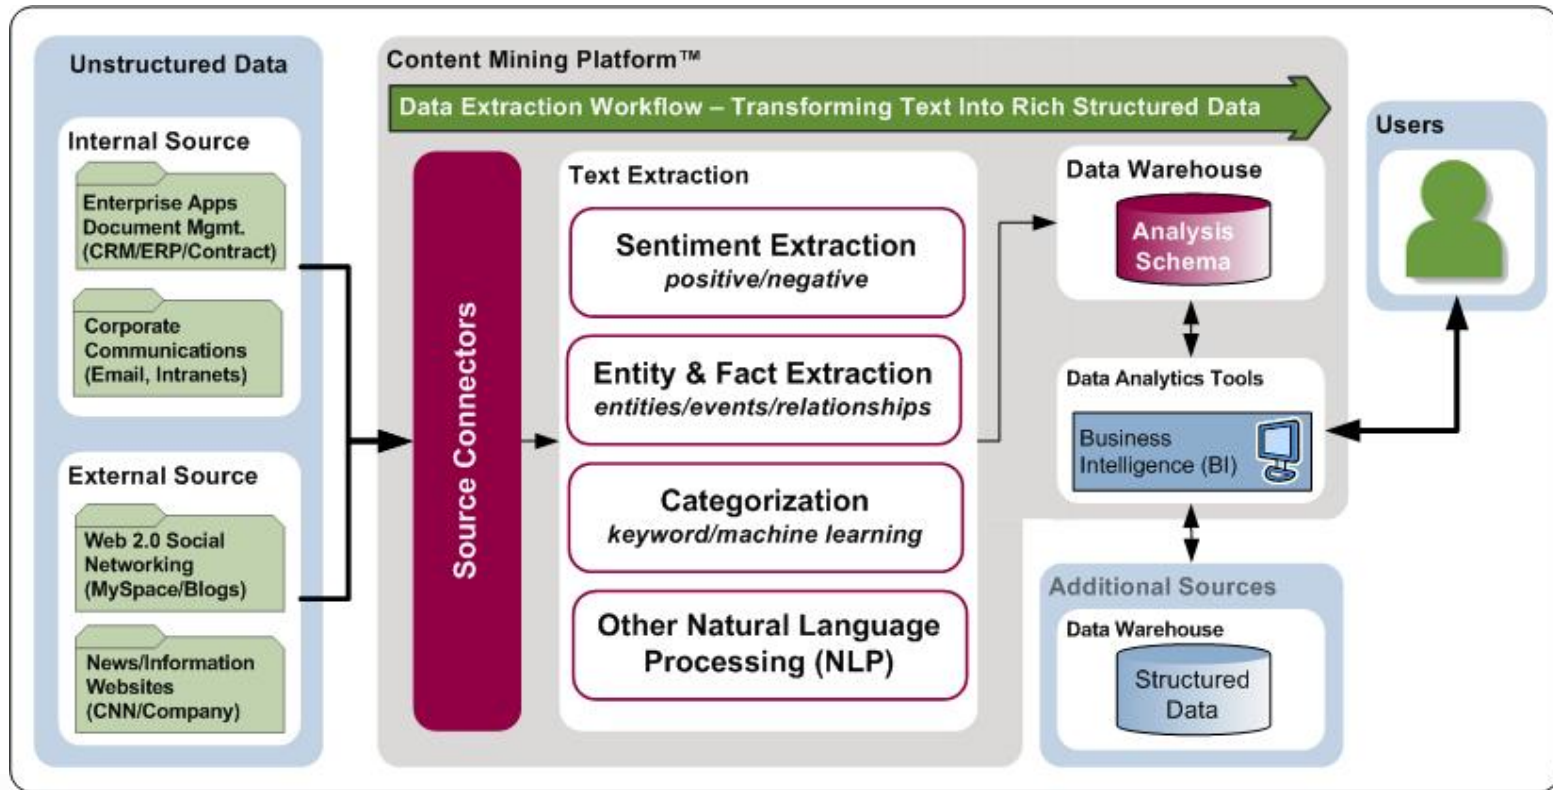 Unstructured Data
Internal Source
Enterprise Apps
Document Mgmt.
(CRM/ERP/Contract)
Corporate
Communications
(Email, Intranets)
External Source
Web 2.0 Social
Networking
(MySpace/Blogs)
News/Information
Websites
(CNN/Company)
Content Mining Platform™
Data Extraction Workflow – Transforming Text Into Rich Structured Data
Source Connectors
Text Extraction
Sentiment Extraction
positive/negative
Entity & Fact Extraction
entities/events/relationships
Categorization
keyword/machine learning
Other Natural Language
Processing (NLP)
Data Warehouse
Analysis
Schema
Data Analytics Tools
Business
Intelligence (BI)
Additional Sources
Data Warehouse
Structured
Data
Users